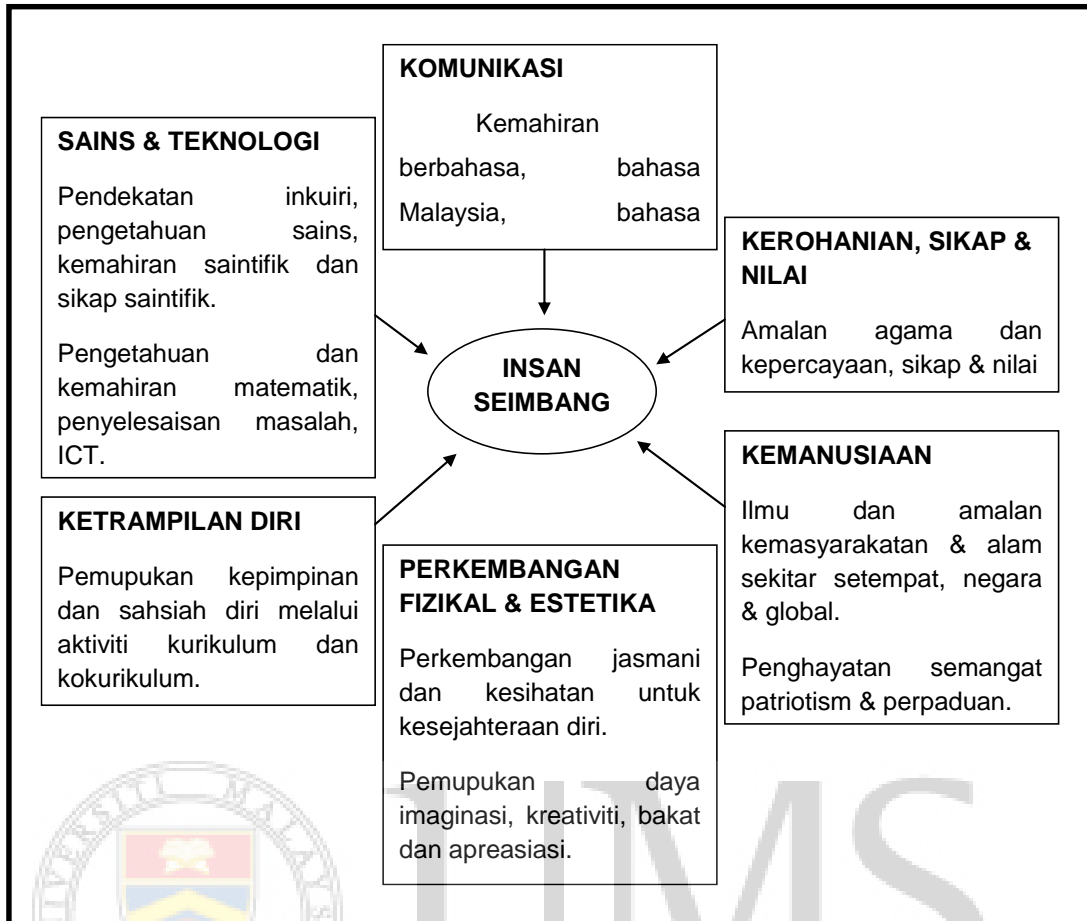 KOMUNIKASI
Kemahiran
berbahasa, bahasa
Malaysia, bahasa
SAINS & TEKNOLOGI
Pendekatan inkuiri,
pengetahuan sains,
kemahiran saintifik dan
sikap saintifik.
Pengetahuan dan
kemahiran matematik,
penyelesaisan masalah,
ICT.
KEROHANIAN, SIKAP &
NILAI
Amalan agama dan
kepercayaan, sikap & nilai
INSAN
SEIMBANG
KETRAMPILAN DIRI
Pemupukan kepimpinan
dan sahsiah diri melalui
aktiviti kurikulum dan
kokurikulum.
PERKEMBANGAN
FIZIKAL & ESTETIKA
Perkembangan jasmani
dan kesihatan untuk
kesejahteraan diri.
Pemupukan daya
imaginasi, kreativiti, bakat
dan apreasiasi.
KEMANUSIAAN
Ilmu dan amalan
kemasyarakatan & alam
sekitar setempat, negara
& global.
Penghayatan semangat
patriotism & perpaduan.
UMS